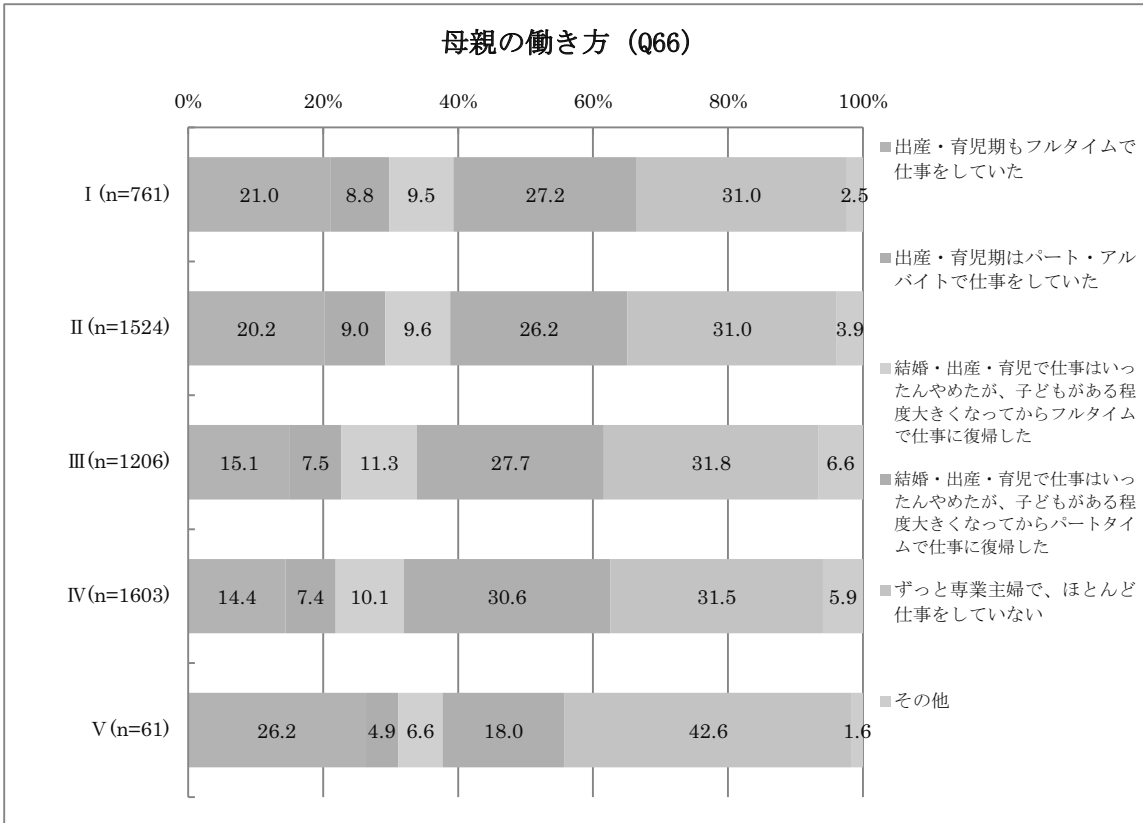 母親の働き方（Q66）
0% 20% 40% 60% 80% 100%
Ⅰ(n=761) 21.0 8.8 9.5 27.2 31.0 2.5
Ⅱ(n=1524) 20.2 9.0 9.6 26.2 31.0 3.9
Ⅲ(n=1206) 15.1 7.5 11.3 27.7 31.8 6.6
Ⅳ(n=1603) 14.4 7.4 10.1 30.6 31.5 5.9
Ⅴ(n=61) 26.2 4.9 6.6 18.0 42.6 1.6
出産・育児期もフルタイムで
仕事をしていた
出産・育児期はパート・アル
バイトで仕事をしていた
結婚・出産・育児で仕事はいっ
たんやめたが、子どもがある程
度大きくなってからフルタイム
で仕事に復帰した
結婚・出産・育児で仕事はいっ
たんやめたが、子どもがある程
度大きくなってからパートタイ
ムで仕事に復帰した
ずっと専業主婦で、ほとんど
仕事をしていない
その他